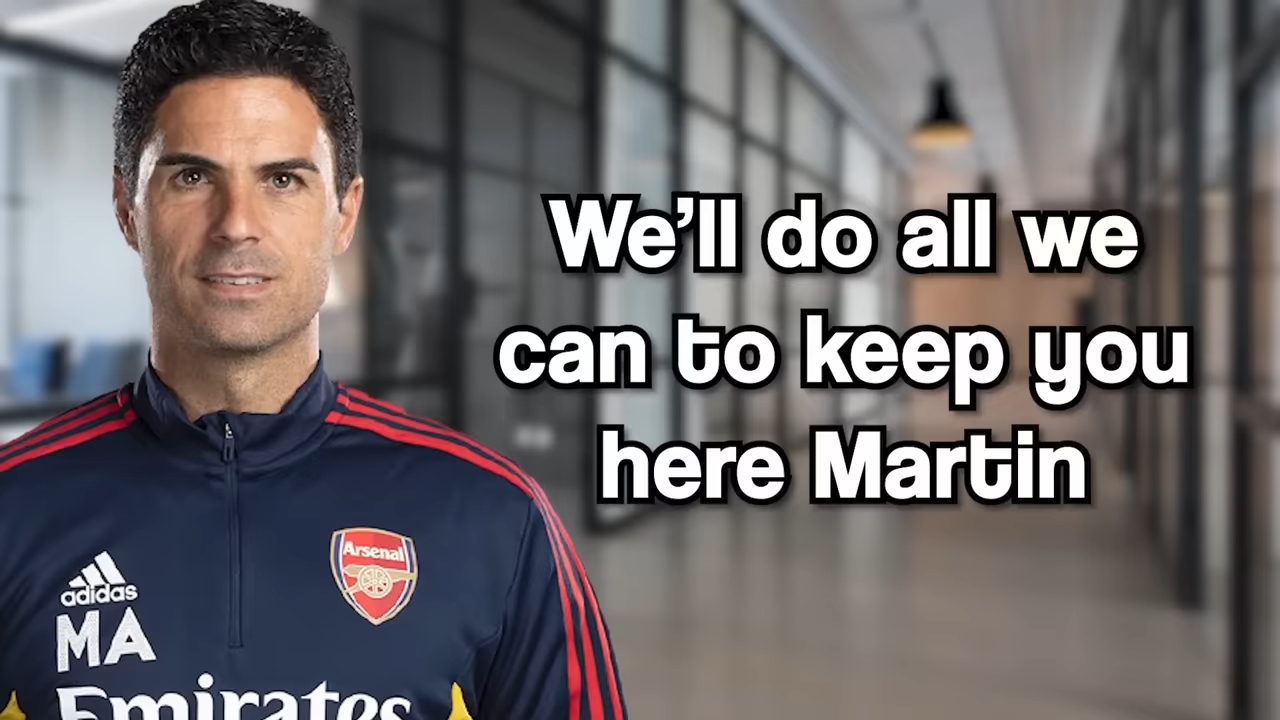 We'll do all we
can to keep you
here Martin
Arsenal
adidas
MA
Emirates